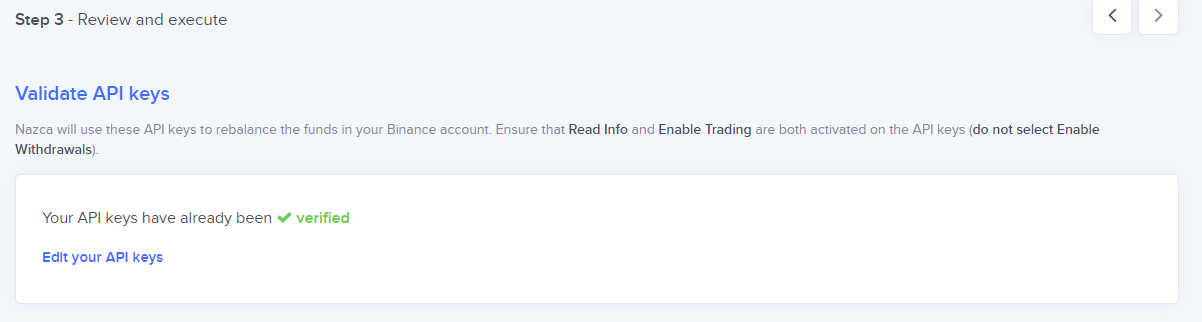 Step 3 - Review and execute
Validate API keys
Nazca will use these API keys to rebalance the funds in your Binance account. Ensure that Read Info and Enable Trading are both activated on the API keys (do not select Enable
Withdrawals).
Your API keys have already been ✔ verified
Edit your API keys